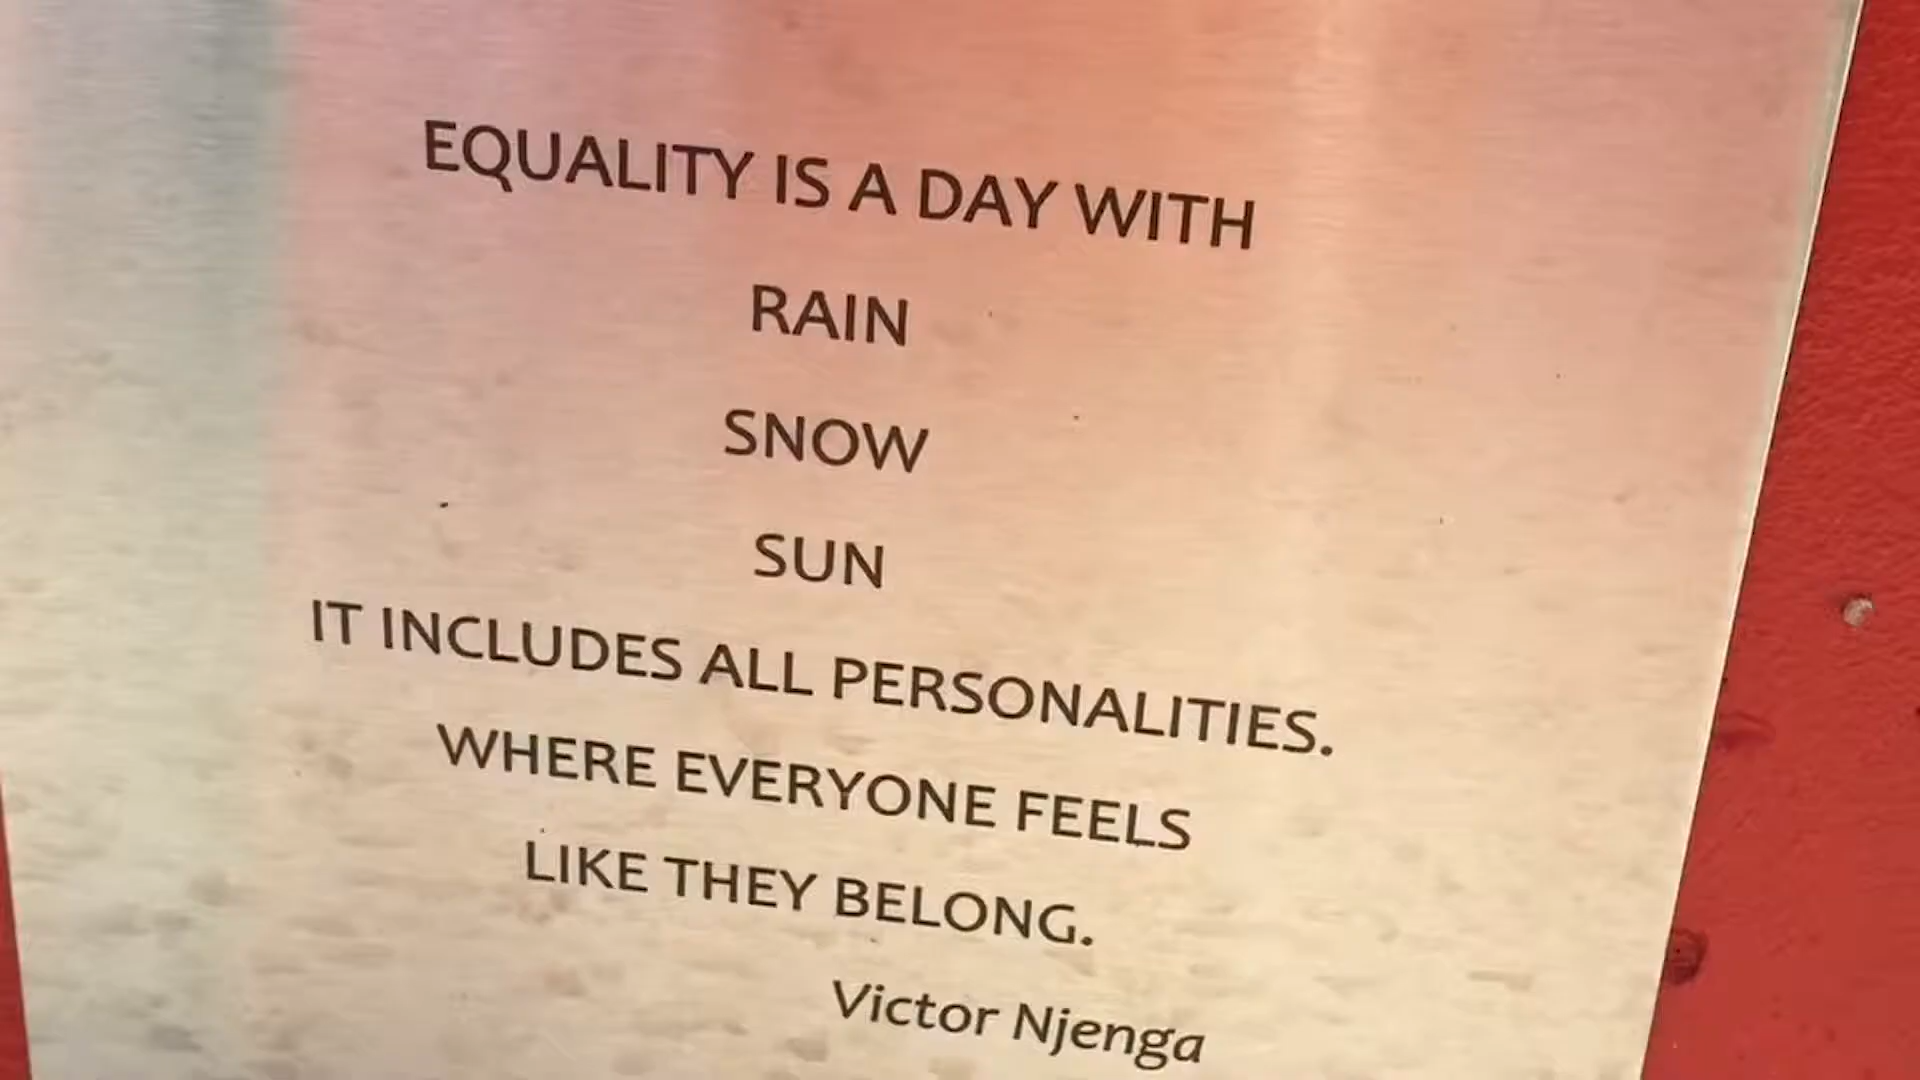 EQUALITY IS A DAY WITH
RAIN
SNOW
SUN
IT INCLUDES ALL PERSONALITIES.
WHERE EVERYONE FEELS
LIKE THEY BELONG.
Victor Njenga